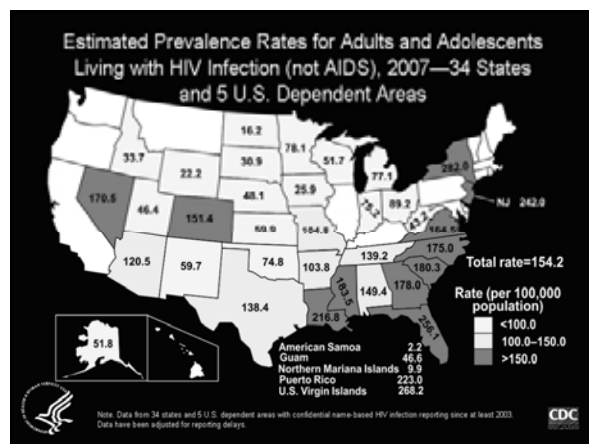 Estimated Prevalence Rates for Adults and Adolescents
Living with HIV Infection (not AIDS), 2007—34 States
and 5 U.S. Dependent Areas
16.2
78.1
33.7
30.9
51.7
282.0
22.2
77.1
170.5
48.1
25.9
89.2
NJ 242.0
46.4
151.4
43.2
175.0
120.5
59.7
74.8
139.2
103.8
180.3
Total rate=154.2
138.4
183.5
149.4
178.0
216.8
256.1
Rate (per 100,000
population)
<100.0
100.0–150.0
>150.0
51.8
American Samoa 2.2
Guam 46.6
Northern Mariana Islands 9.9
Puerto Rico 223.0
U.S. Virgin Islands 268.2
Note. Data from 34 states and 5 U.S. dependent areas with confidential name-based HIV infection reporting since at least 2003.
Data have been adjusted for reporting delays.
CDC